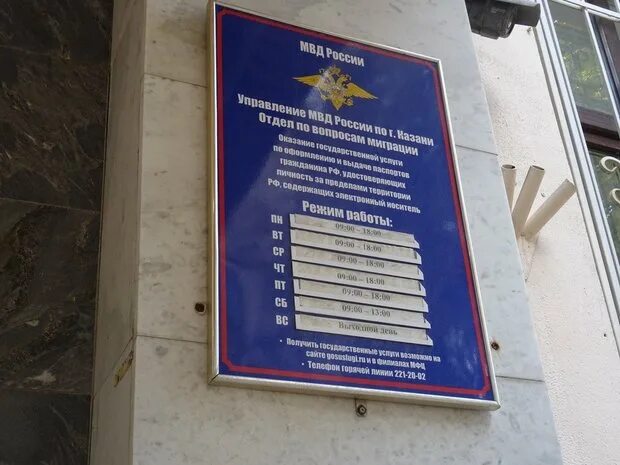 МВД России
Управление МВД России по г. Казани
Отдел по вопросам миграции
Оказание государственной услуги
по оформлению и выдаче паспортов
гражданина РФ, удостоверяющих
личность за пределами территории
РФ, содержащих электронный носитель
Режим работы:
ПН 09:00 - 18:00
ВТ 09:00 - 18:00
СР 09:00 - 18:00
ЧТ 09:00 - 18:00
ПТ 09:00 - 18:00
СБ 09:00 - 13:00
ВС Выходной день
• Получить государственные услуги возможно на
сайте gosuslugi.ru и в филиалах МФЦ
• Телефон горячей линии 221-20-02